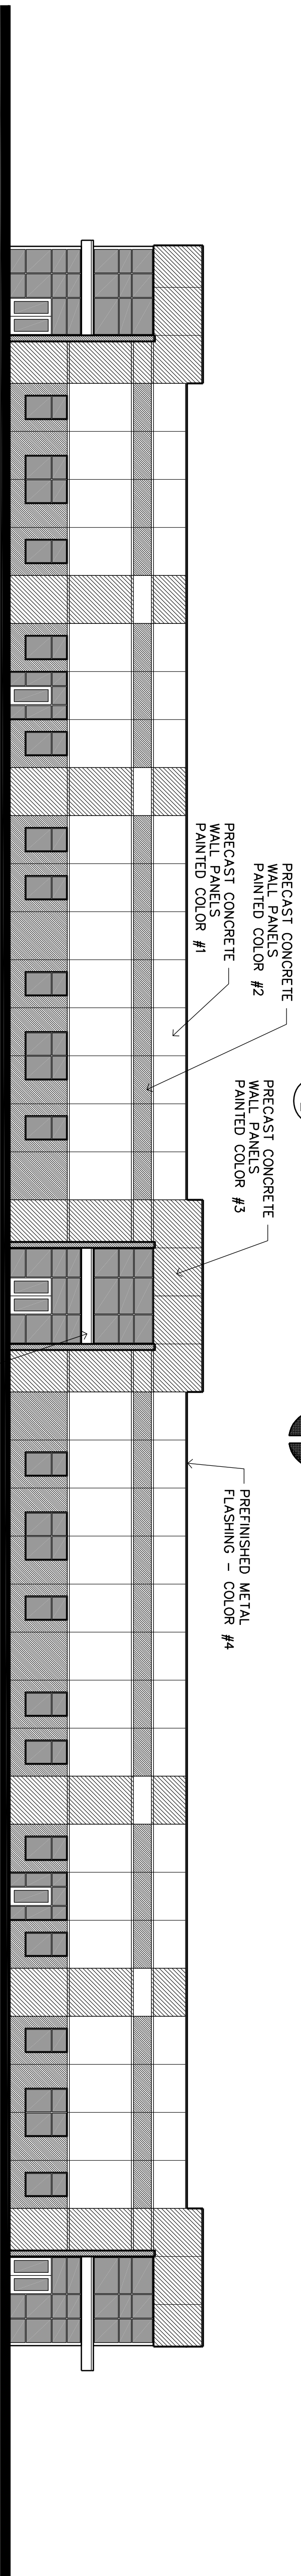 PRECAST CONCRETE
WALL PANELS
PAINTED COLOR #1
PRECAST CONCRETE
WALL PANELS
PAINTED COLOR #2
PRECAST CONCRETE
WALL PANELS
PAINTED COLOR #3
PREFINISHED METAL
FLASHING – COLOR #4